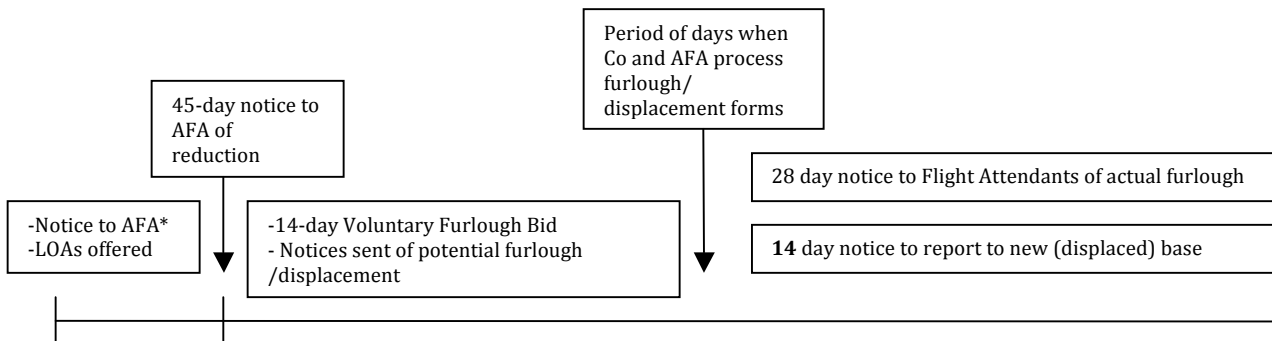 Period of days when
Co and AFA process
furlough/
displacement forms
45-day notice to
AFA of
reduction
28 day notice to Flight Attendants of actual furlough
-Notice to AFA*
-LOAs offered
-14-day Voluntary Furlough Bid
- Notices sent of potential furlough
/displacement
14 day notice to report to new (displaced) base